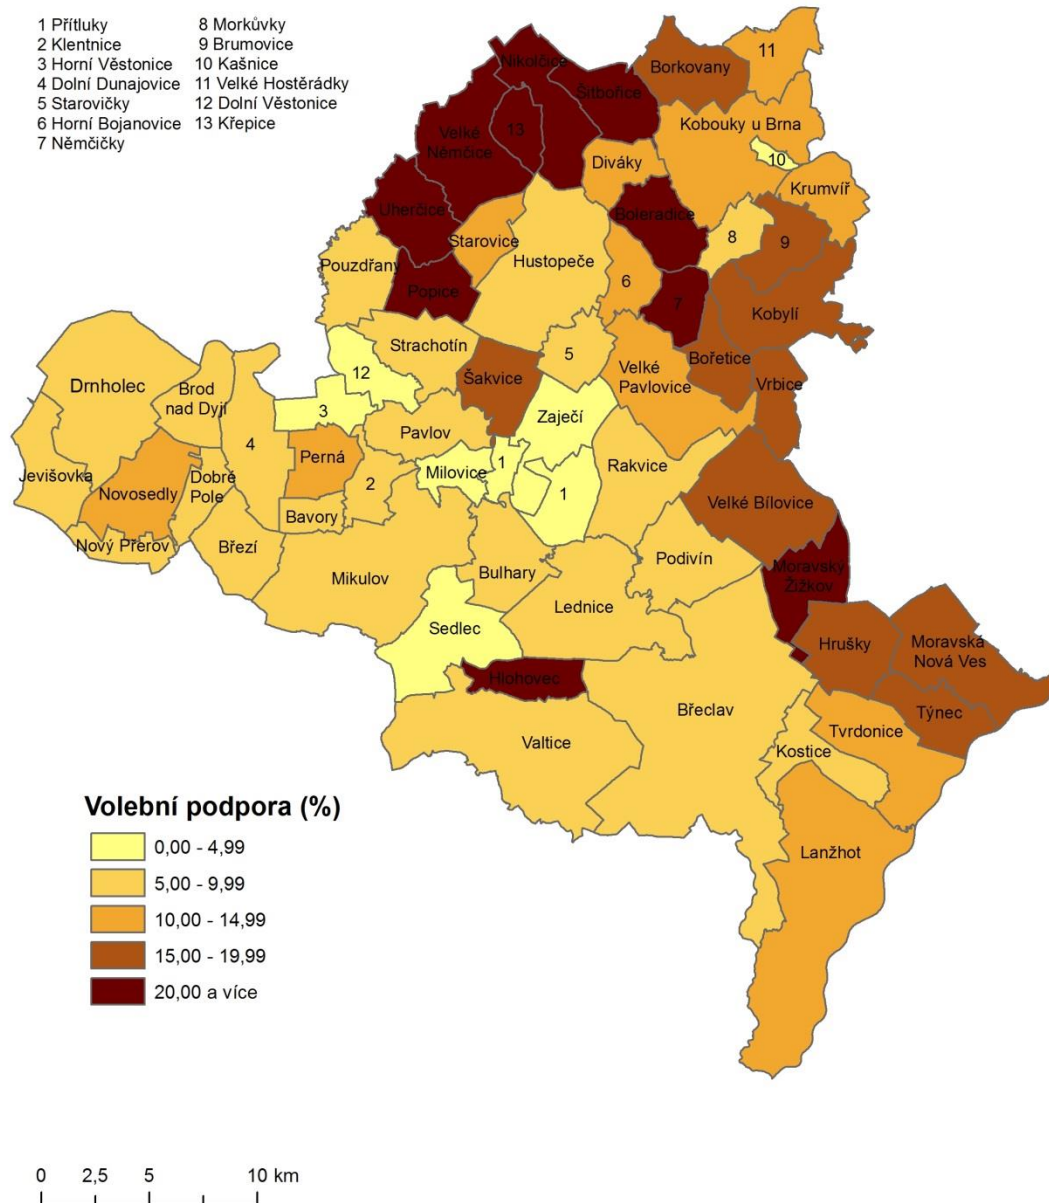 1 Přítluky
2 Klentnice
3 Horní Věstonice
4 Dolní Dunajovice
5 Starovičky
6 Horní Bojanovice
7 Němčičky
8 Morkůvky
9 Brumovice
10 Kašnice
11 Velké Hostěrádky
12 Dolní Věstonice
13 Křepice
Nikolčice
Šitbořice
Borkovany
11
Velké
Němčice
13
Kobouky u Brna
Diváky
10
Krumvíř
Uherčice
Boleradice
Starovice
8
9
Pouzdřany
Hustopeče
Popice
6
7
Kobylí
Strachotín
5
Bořetice
Velké
Pavlovice
Šakvice
Vrbice
Drnholec
Brod
nad Dyjí
12
3
4
Zaječí
Pavlov
Perná
Jevišovka
Novosedly
Dobré
Pole
2
Milovice
1
1
Rakvice
Velké Bílovice
Bavory
Nový Přerov
Březí
Mikulov
Bulhary
Podivín
Moravský
Žižkov
Lednice
Sedlec
Hrušky
Moravská
Nová Ves
Hlohovec
Břeclav
Týnec
Tvrdonice
Valtice
Kostice
Lanžhot
Volební podpora (%)
0,00 - 4,99
5,00 - 9,99
10,00 - 14,99
15,00 - 19,99
20,00 a více
0 2,5 5 10 km